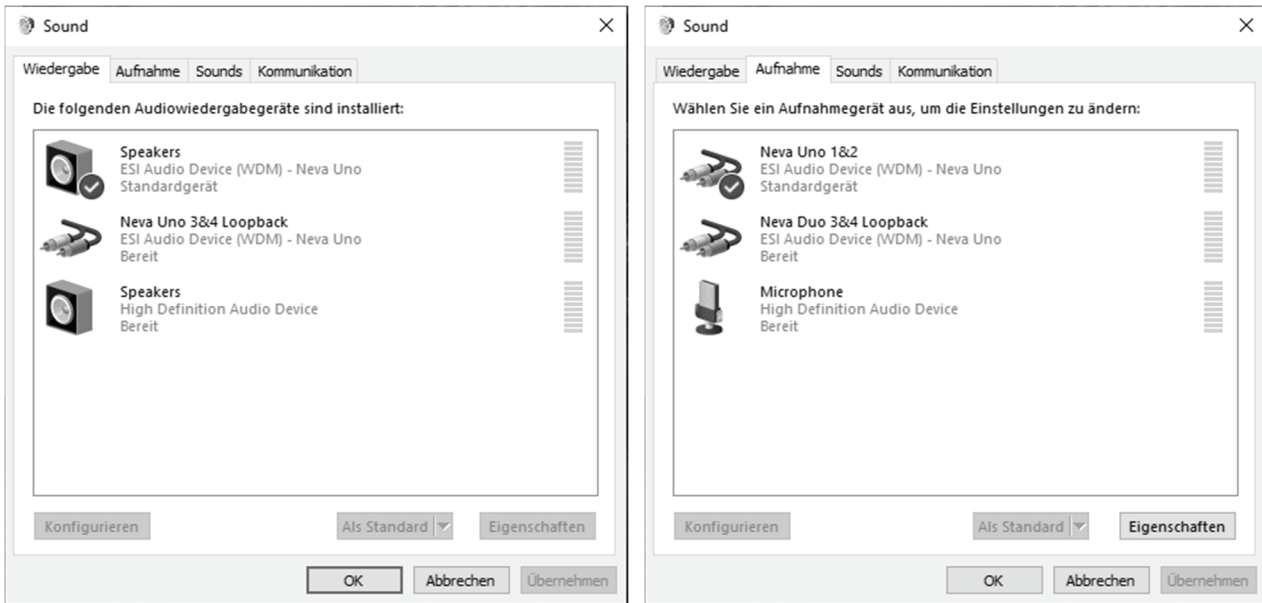 Sound
Wiedergabe
Aufnahme
Sounds
Kommunikation
Die folgenden Audiowiedergabegeräte sind installiert:
Speakers
ESI Audio Device (WDM) - Neva Uno
Standardgerät
Neva Uno 3&4 Loopback
ESI Audio Device (WDM) - Neva Uno
Bereit
Speakers
High Definition Audio Device
Bereit
Konfigurieren
Als Standard
Eigenschaften
OK
Abbrechen
Übernehmen
Sound
Wiedergabe
Aufnahme
Sounds
Kommunikation
Wählen Sie ein Aufnahmegerät aus, um die Einstellungen zu ändern:
Neva Uno 1&2
ESI Audio Device (WDM) - Neva Uno
Standardgerät
Neva Duo 3&4 Loopback
ESI Audio Device (WDM) - Neva Uno
Bereit
Microphone
High Definition Audio Device
Bereit
Konfigurieren
Als Standard
Eigenschaften
OK
Abbrechen
Übernehmen